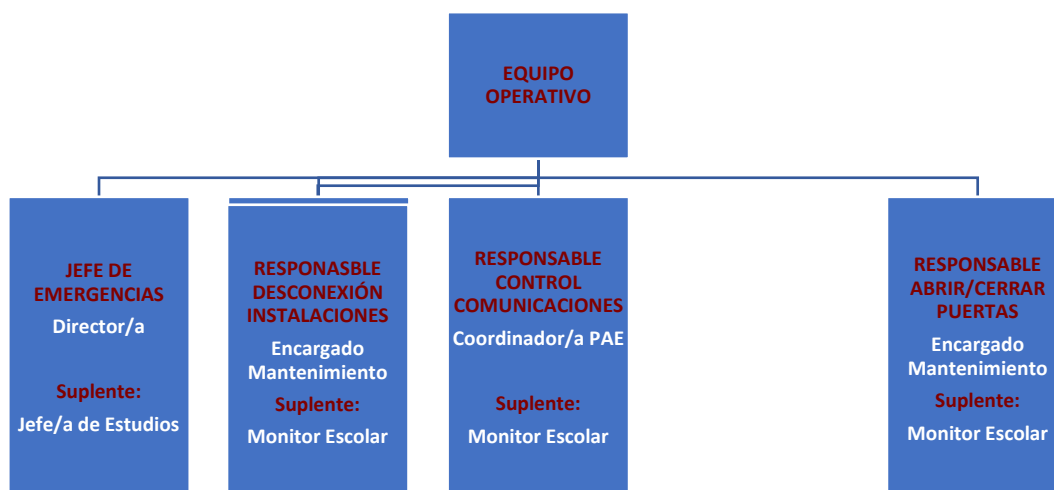 EQUIPO
OPERATIVO
JEFE DE
EMERGENCIAS
Director/a
Suplente:
Jefe/a de Estudios
RESPONASBLE
DESCONEXIÓN
INSTALACIONES
Encargado
Mantenimiento
Suplente:
Monitor Escolar
RESPONSABLE
CONTROL
COMUNICACIONES
Coordinador/a PAE
Suplente:
Monitor Escolar
RESPONSABLE
ABRIR/CERRAR
PUERTAS
Encargado
Mantenimiento
Suplente:
Monitor Escolar